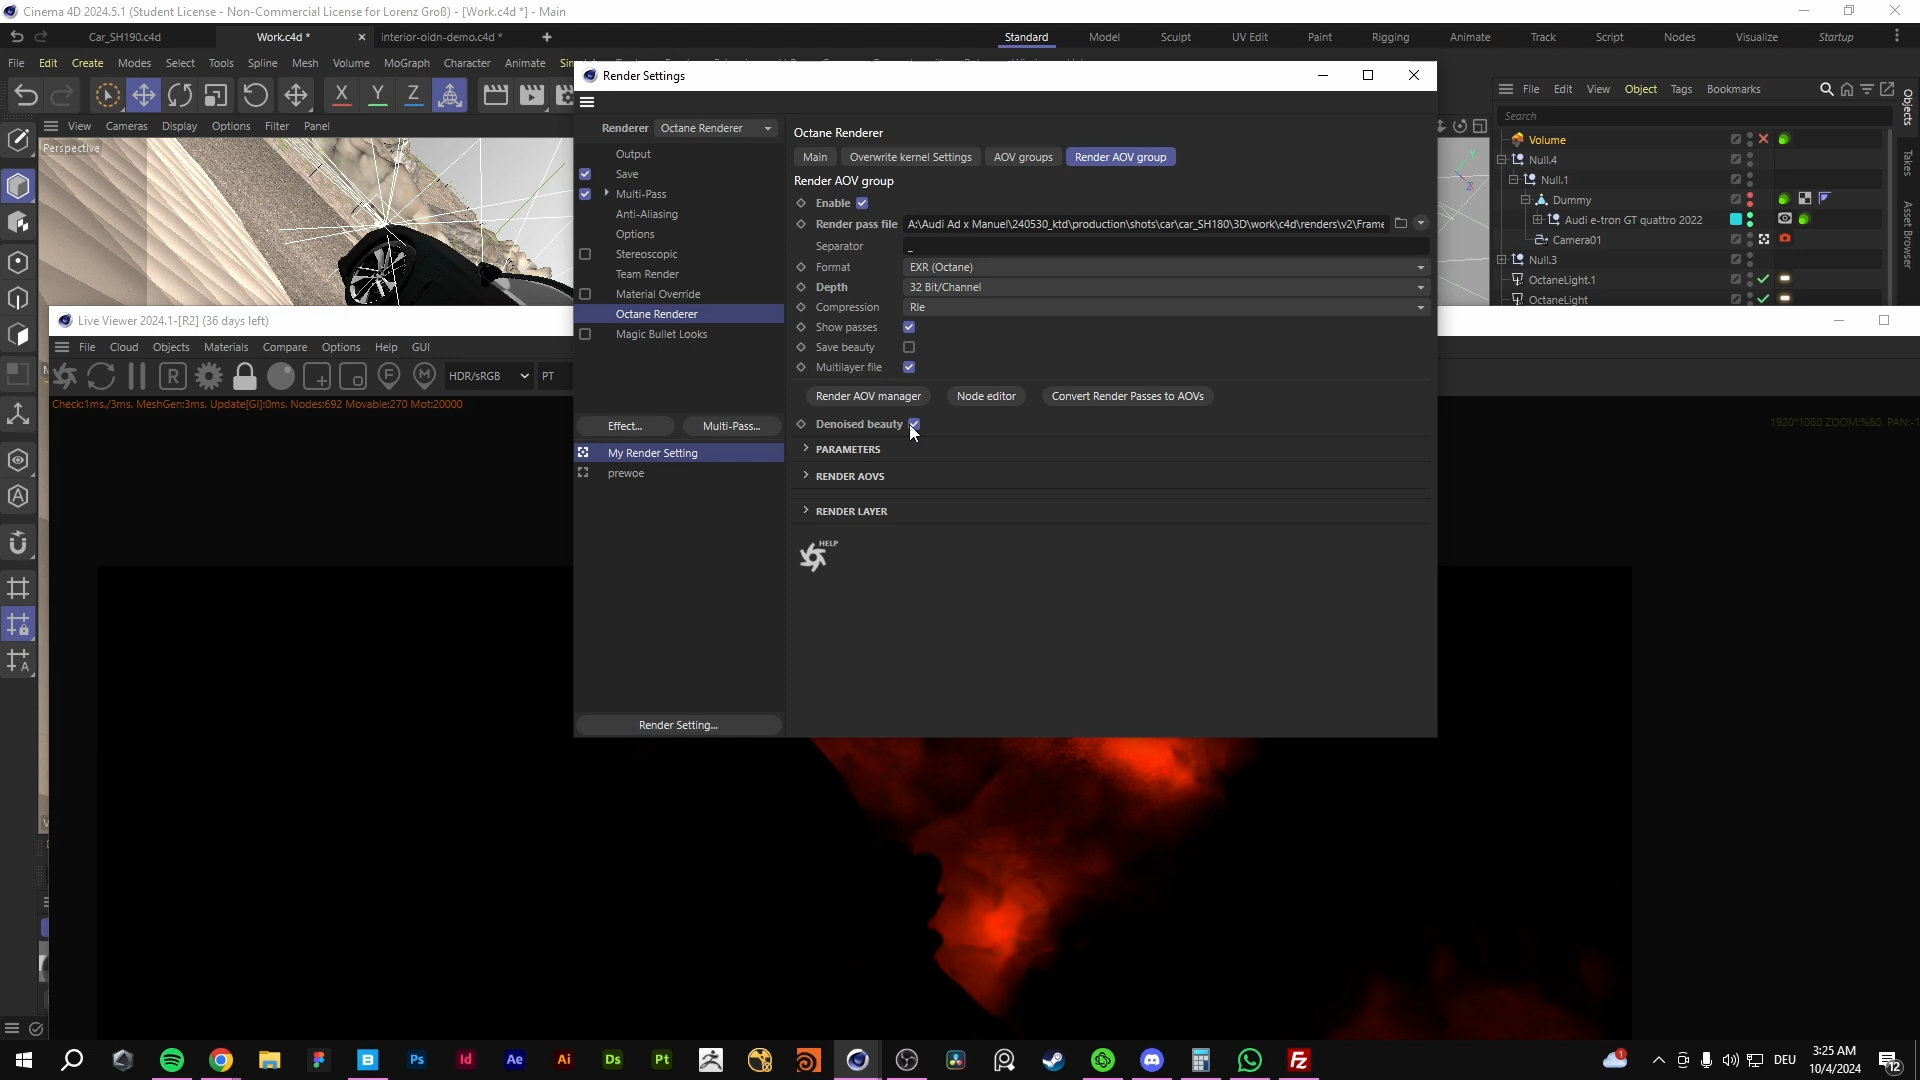 Cinema 4D 2024.5.1 (Student License - Non-Commercial License for Lorenz Groß) - [Work.c4d *] - Main
Car_SH190.c4d
Work.c4d *
interior-oidn-demo.c4d *
Standard
Model
Sculpt
UV Edit
Paint
Rigging
Animate
Track
Script
Nodes
Visualize
Startup
File
Edit
Create
Modes
Select
Tools
Spline
Mesh
Volume
MoGraph
Character
Animate
X
Y
Z
View
Cameras
Display
Options
Filter
Panel
Perspective
Render Settings
Renderer
Octane Renderer
Output
Save
Multi-Pass
Anti-Aliasing
Options
Stereoscopic
Team Render
Material Override
Octane Renderer
Magic Bullet Looks
Effect...
Multi-Pass...
My Render Setting
prewoe
Render Setting...
Octane Renderer
Main
Overwrite kernel Settings
AOV groups
Render AOV group
Render AOV group
Enable
Render pass file
A:\Audi Ad x Manuel\240530_ktd\production\shots\car\car_SH180\3D\work\c4d\renders\v2\Frame
Separator
_
Format
EXR (Octane)
Depth
32 Bit/Channel
Compression
Rle
Show passes
Save beauty
Multilayer file
Render AOV manager
Node editor
Convert Render Passes to AOVs
Denoised beauty
PARAMETERS
RENDER AOVS
RENDER LAYER
HELP
File
Edit
View
Object
Tags
Bookmarks
Search
Volume
Null.4
Null.1
Dummy
Audi e-tron GT quattro 2022
Camera01
Null.3
OctaneLight.1
OctaneLight
Objects
Takes
Asset Browser
Live Viewer 2024.1-[R2] (36 days left)
File
Cloud
Objects
Materials
Compare
Options
Help
GUI
HDR/sRGB
PT
Check:1ms./3ms. MeshGen:3ms. Update[GI]:0ms. Nodes:692 Movable:270 Mot:20000
1920*1080 ZOOM:%80 PAN:-1
DEU
3:25 AM
10/4/2024
12